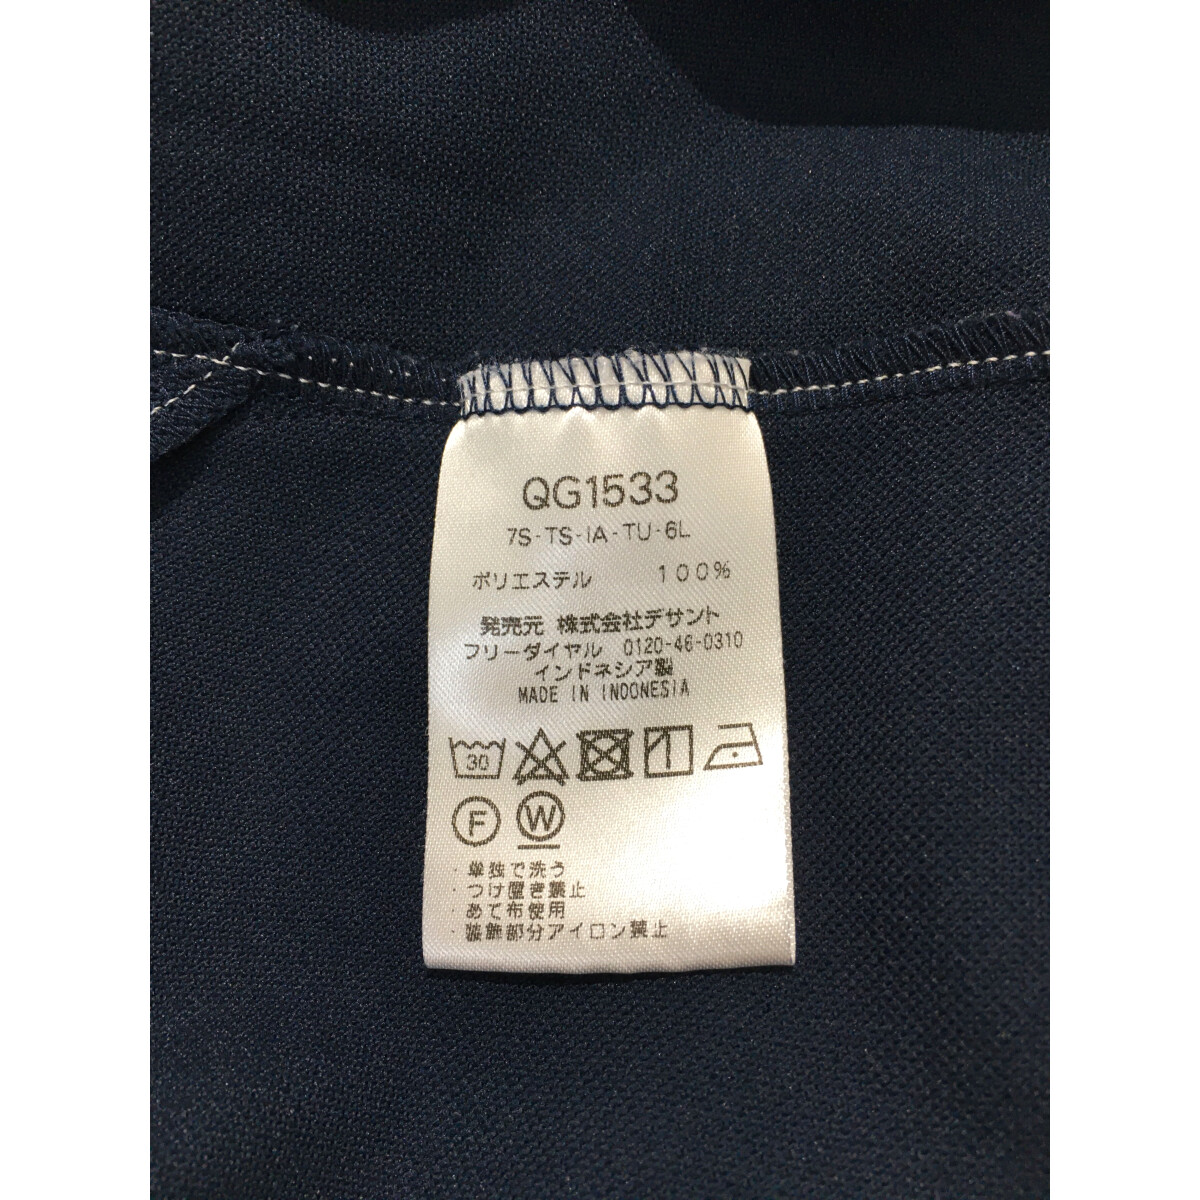 QG1533
7S-TS-IA-TU-6L
ポリエステル 100%
発売元 株式会社デサント
フリーダイヤル 0120-46-0310
インドネシア製
MADE IN INDONESIA
30
F W
・単独で洗う
・つけ置き禁止
・あて布使用
・装飾部分アイロン禁止